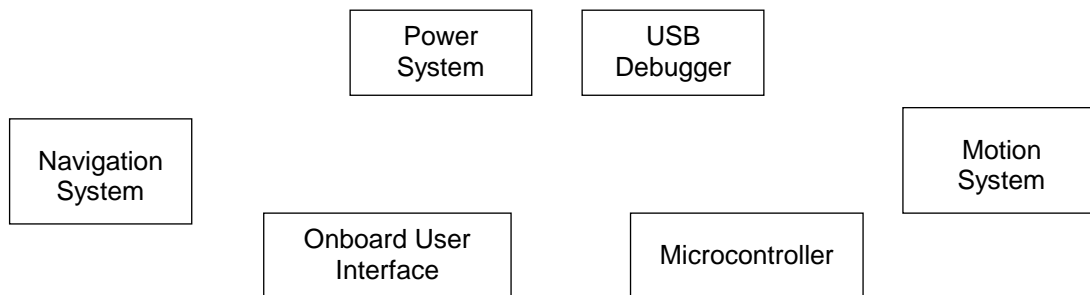 Power
System
USB
Debugger
Navigation
System
Motion
System
Onboard User
Interface
Microcontroller